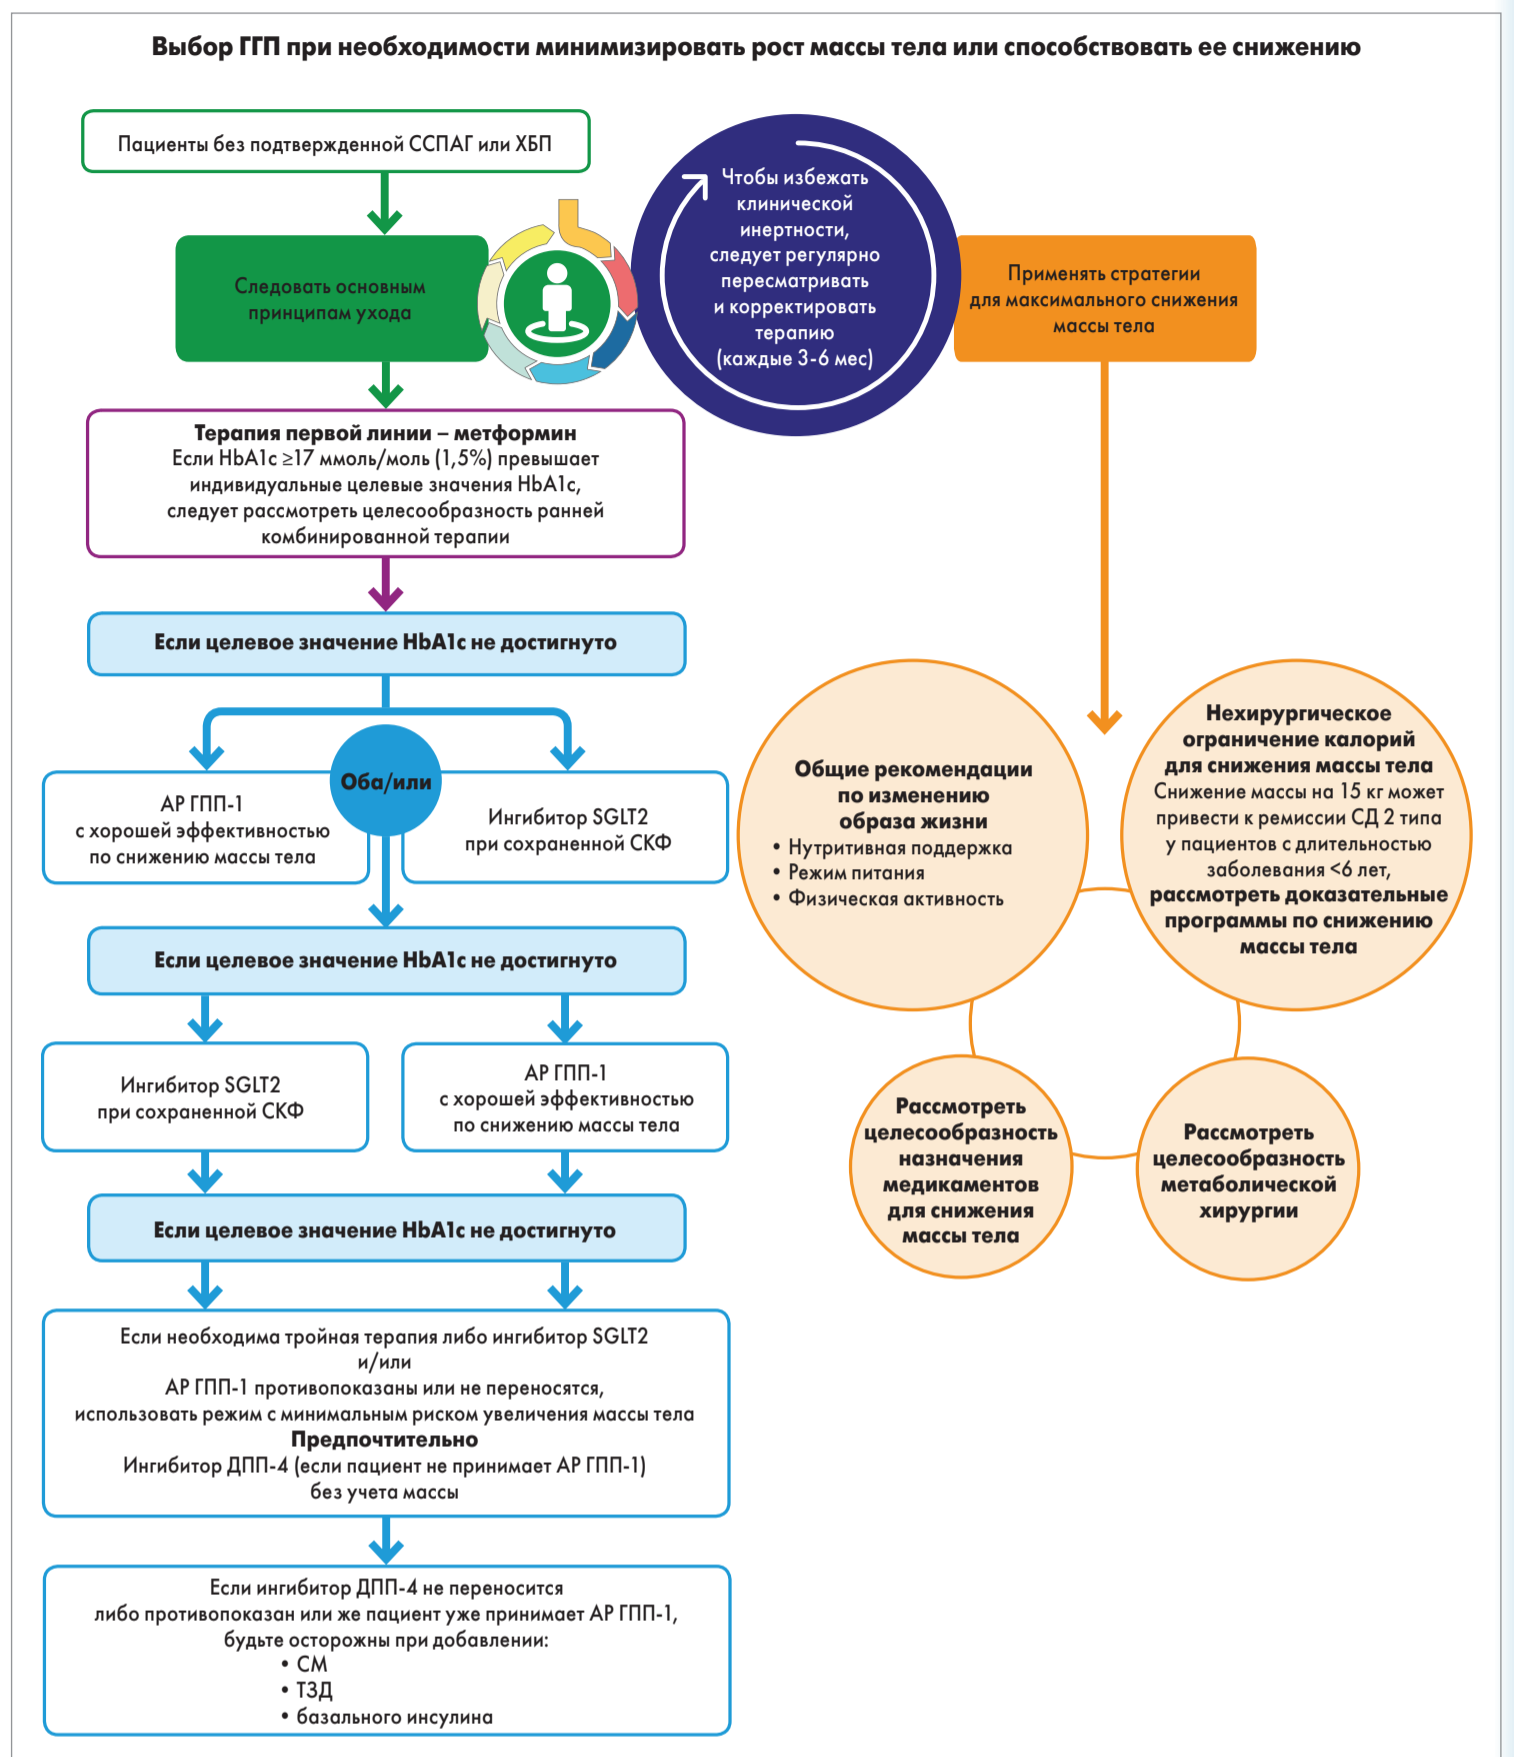 Выбор ГГП при необходимости минимизировать рост массы тела или способствовать ее снижению
Пациенты без подтвержденной ССПАГ или ХБП
Следовать основным
принципам ухода
Чтобы избежать
клинической
инертности,
следует регулярно
пересматривать
и корректировать
терапию
(каждые 3-6 мес)
Применять стратегии
для максимального снижения
массы тела
Терапия первой линии – метформин
Если HbA1c ≥17 ммоль/моль (1,5%) превышает
индивидуальные целевые значения HbA1c,
следует рассмотреть целесообразность ранней
комбинированной терапии
Если целевое значение HbA1c не достигнуто
Оба/или
АР ГПП-1
с хорошей эффективностью
по снижению массы тела
Ингибитор SGLT2
при сохраненной СКФ
Если целевое значение HbA1c не достигнуто
Ингибитор SGLT2
при сохраненной СКФ
АР ГПП-1
с хорошей эффективностью
по снижению массы тела
Если целевое значение HbA1c не достигнуто
Если необходима тройная терапия либо ингибитор SGLT2
и/или
АР ГПП-1 противопоказаны или не переносятся,
использовать режим с минимальным риском увеличения массы тела
Предпочтительно
Ингибитор ДПП-4 (если пациент не принимает АР ГПП-1)
без учета массы
Если ингибитор ДПП-4 не переносится
либо противопоказан или же пациент уже принимает АР ГПП-1,
будьте осторожны при добавлении:
• СМ
• ТЗД
• базального инсулина
Общие рекомендации
по изменению
образа жизни
• Нутритивная поддержка
• Режим питания
• Физическая активность
Нехирургическое
ограничение калорий
для снижения массы тела
Снижение массы на 15 кг может
привести к ремиссии СД 2 типа
у пациентов с длительностью
заболевания <6 лет,
рассмотреть доказательные
программы по снижению
массы тела
Рассмотреть
целесообразность
назначения
медикаментов
для снижения
массы тела
Рассмотреть
целесообразность
метаболической
хирургии